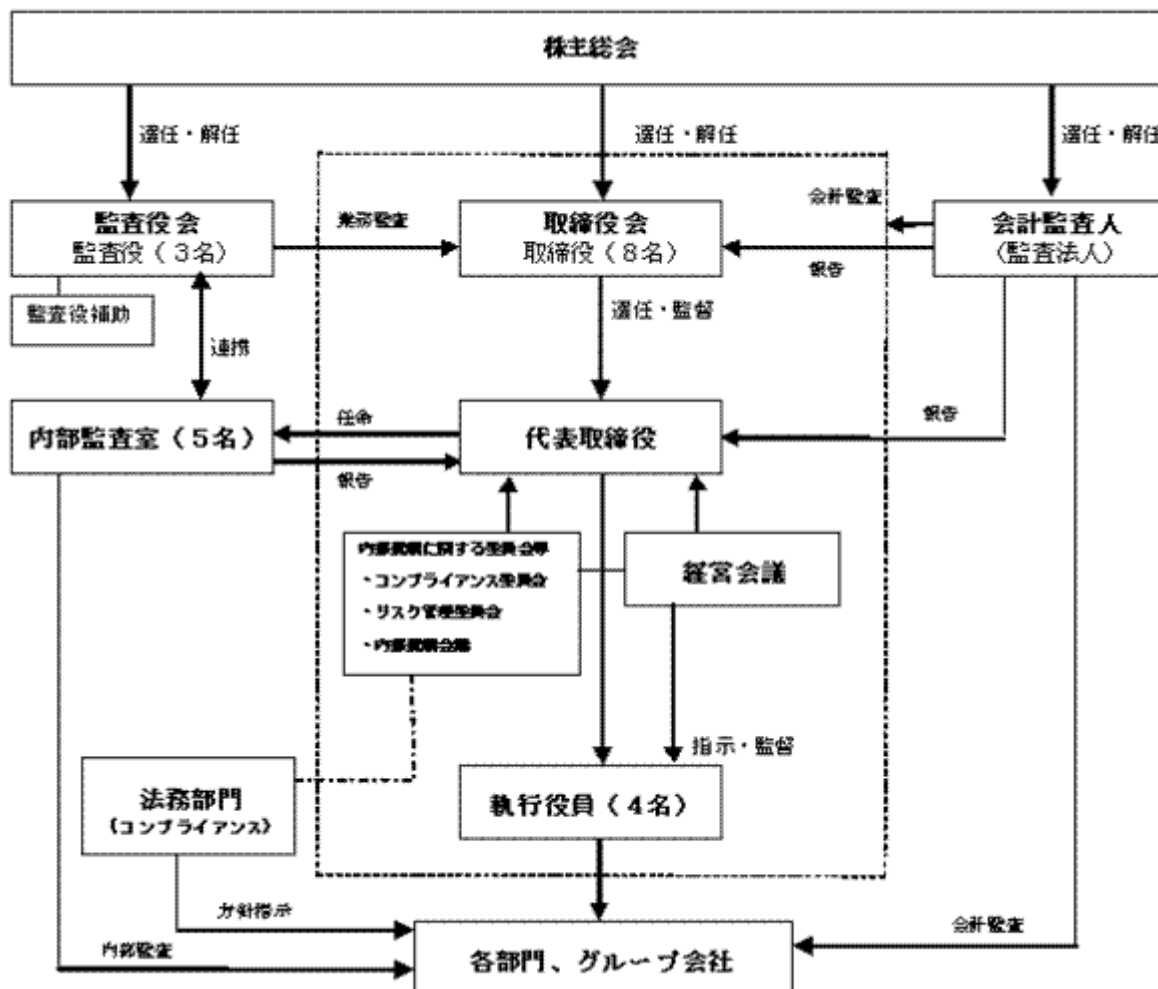 株主総会
選任・解任
選任・解任
選任・解任
監査役会
監査役(3名)
業務監査
取締役会
取締役(8名)
会計監査
報告
会計監査人
(監査法人)
監査役補助
連携
選任・監督
内部監査室(5名)
任命
報告
代表取締役
報告
内部統制に関する委員会等
・コンプライアンス委員会
・リスク管理委員会
・内部統制会議
経営会議
指示・監督
法務部門
(コンプライアンス)
執行役員(4名)
方針指示
内部監査
会計監査
各部門、グループ会社